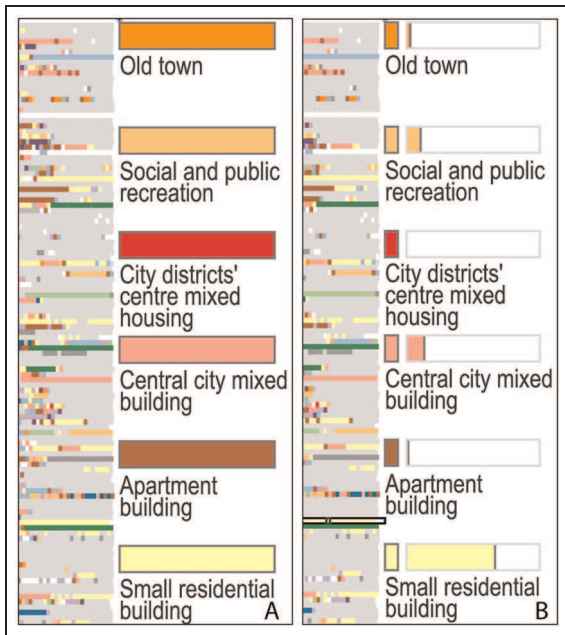 Old town
Social and public
recreation
City districts'
centre mixed
housing
Central city mixed
building
Apartment
building
Small residential
building
A
Old town
Social and public
recreation
City districts'
centre mixed
housing
Central city mixed
building
Apartment
building
Small residential
building
B